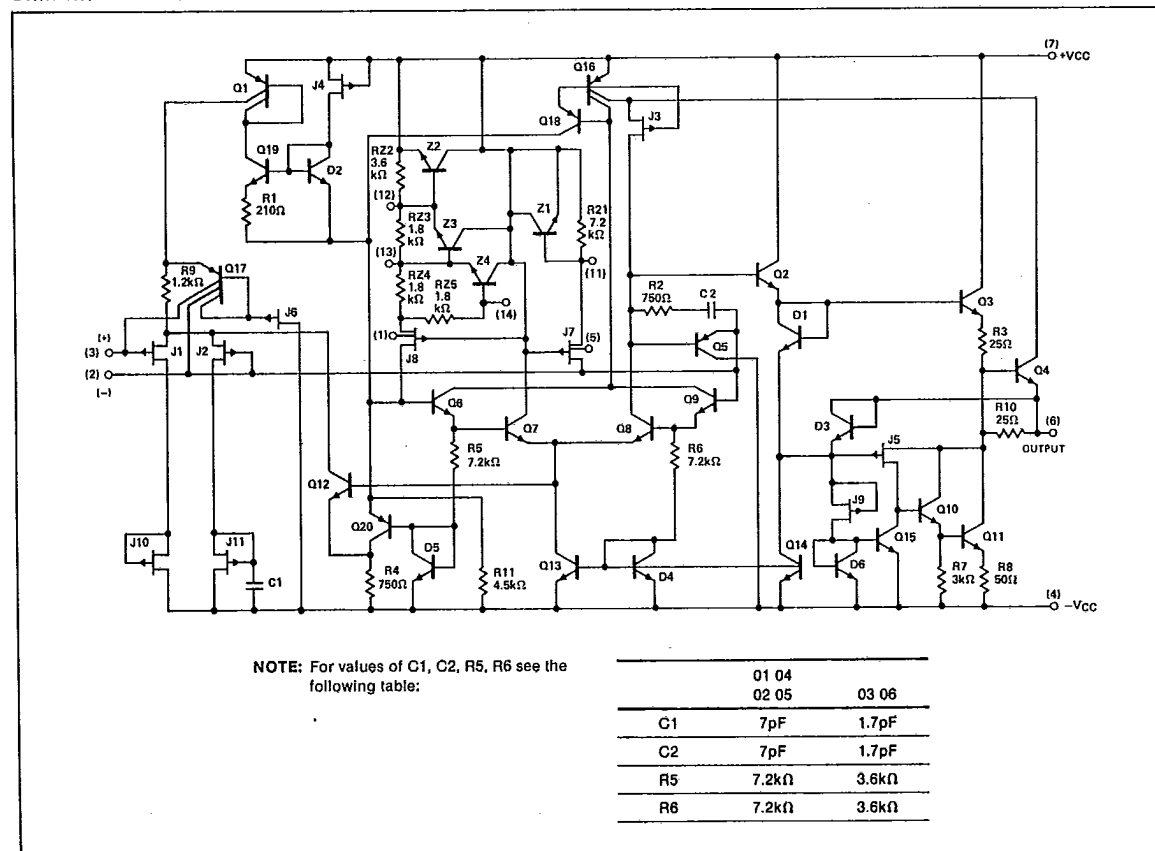 (7)
+VCC
Q1
J4
Q16
J3
Q18
Q19
D2
R1
210Ω
RZ2
3.6
kΩ
Z2
(12)
RZ3
1.8
kΩ
Z3
Z1
R21
7.2
kΩ
(13)
Z4
(11)
RZ4
1.8
kΩ
RZ5
1.8
kΩ
(14)
Q2
R2
750Ω
C2
D1
Q3
R9
1.2kΩ
Q17
J6
(1)
J8
J7
(5)
Q5
R3
25Ω
(+)
(3)
J1
J2
(2)
(-)
Q4
Q6
Q7
Q8
Q9
D3
R10
25Ω
(6)
OUTPUT
R5
7.2kΩ
R6
7.2kΩ
J5
Q12
J9
Q10
Q20
D5
Q13
D4
Q14
D6
Q15
Q11
J10
J11
C1
R4
750Ω
R11
4.5kΩ
R7
3kΩ
R8
50Ω
(4)
-VCC
NOTE: For values of C1, C2, R5, R6 see the
following table:
01 04
02 05 03 06
C1 7pF 1.7pF
C2 7pF 1.7pF
R5 7.2kΩ 3.6kΩ
R6 7.2kΩ 3.6kΩ